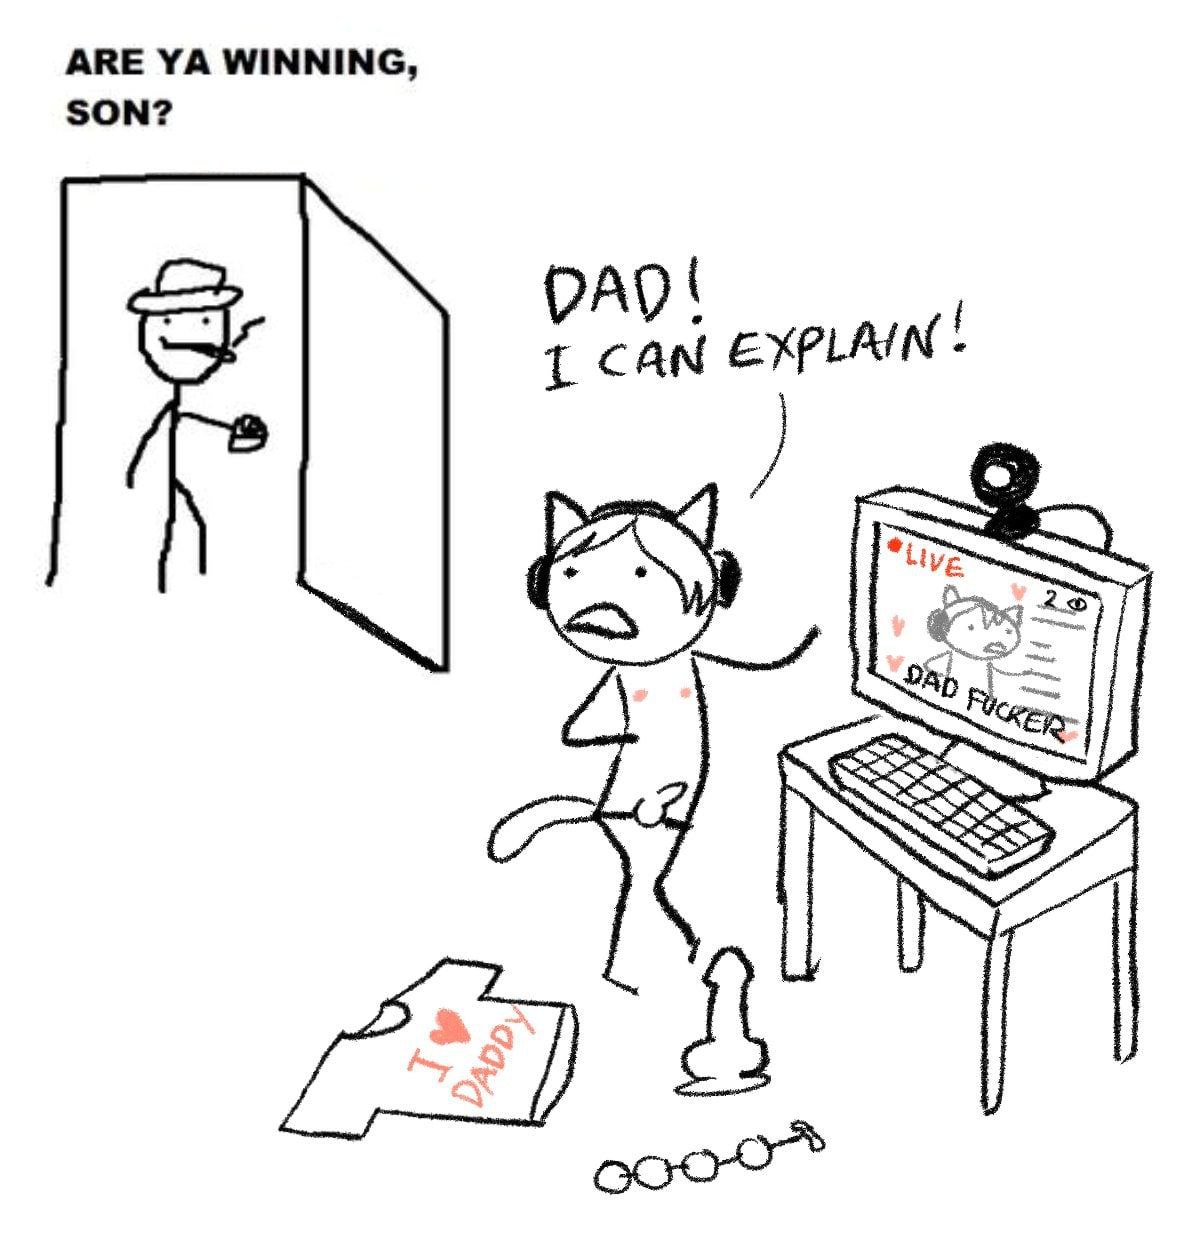 ARE YA WINNING,
SON?
DAD!
I CAN EXPLAIN!
LIVE
2
DAD FUCKER
I ♥
DADDY